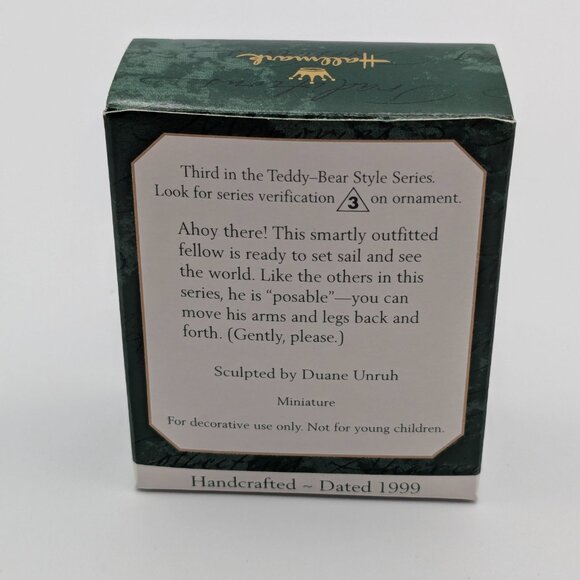 Hallmark
Third in the Teddy–Bear Style Series.
Look for series verification 3 on ornament.
Ahoy there! This smartly outfitted
fellow is ready to set sail and see
the world. Like the others in this
series, he is “posable”—you can
move his arms and legs back and
forth. (Gently, please.)
Sculpted by Duane Unruh
Miniature
For decorative use only. Not for young children.
Handcrafted ~ Dated 1999